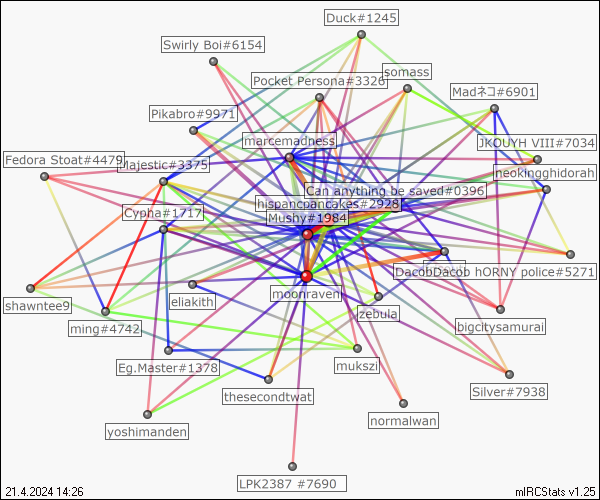 Duck#1245
Swirly Boi#6154
somass
Pocket Persona#3326
Madネコ#6901
Pikabro#9971
marcemadness
JKOUYH VIII#7034
Fedora Stoat#4479
Majestic#3375
neokingghidorah
Can anything be saved#0396
hispancpancakes#2928
Cypha#1717
Mushy#1984
DacobDacob
hORNY police#5271
moonraven
shawntee9
eliakith
zebula
ming#4742
bigcitysamurai
Eg.Master#1378
mukszi
thesecondtwat
Silver#7938
yoshimanden
normalwan
LPK2387 #7690
21.4.2024 14:26
mIRCStats v1.25